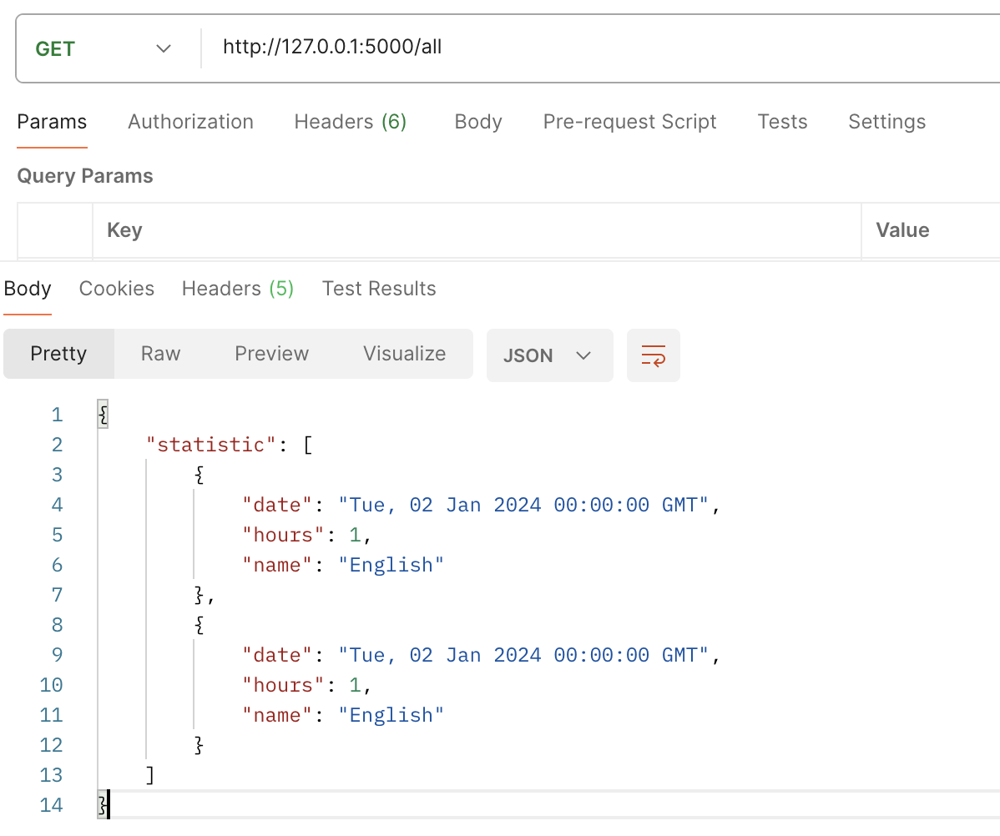 GET http://127.0.0.1:5000/all
Params Authorization Headers (6) Body Pre-request Script Tests Settings
Query Params
Key Value
Body Cookies Headers (5) Test Results
Pretty Raw Preview Visualize JSON
1 {
2 "statistic": [
3 {
4 "date": "Tue, 02 Jan 2024 00:00:00 GMT",
5 "hours": 1,
6 "name": "English"
7 },
8 {
9 "date": "Tue, 02 Jan 2024 00:00:00 GMT",
10 "hours": 1,
11 "name": "English"
12 }
13 ]
14 }